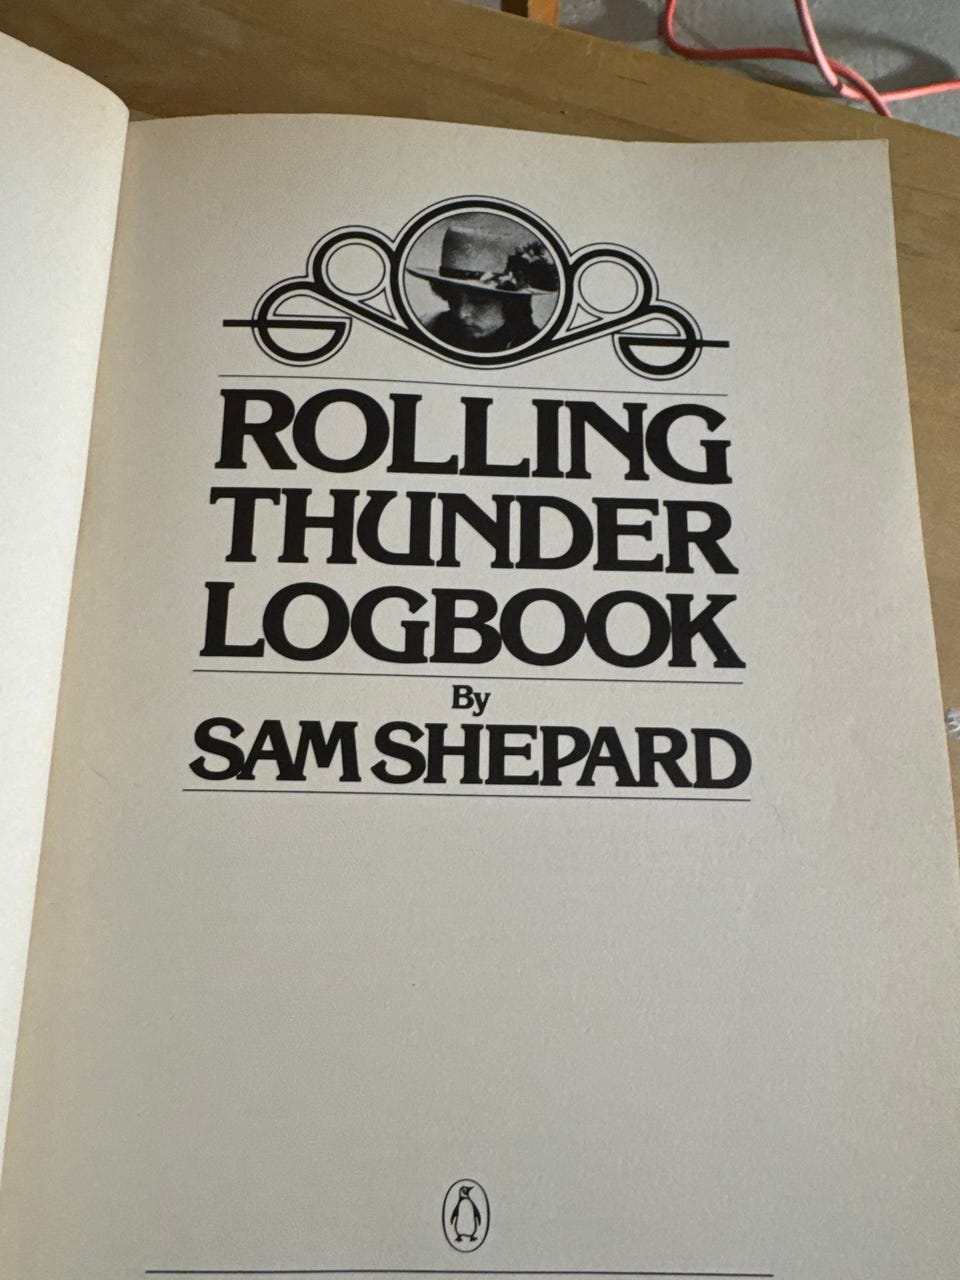 ROLLING
THUNDER
LOGBOOK
By
SAM SHEPARD